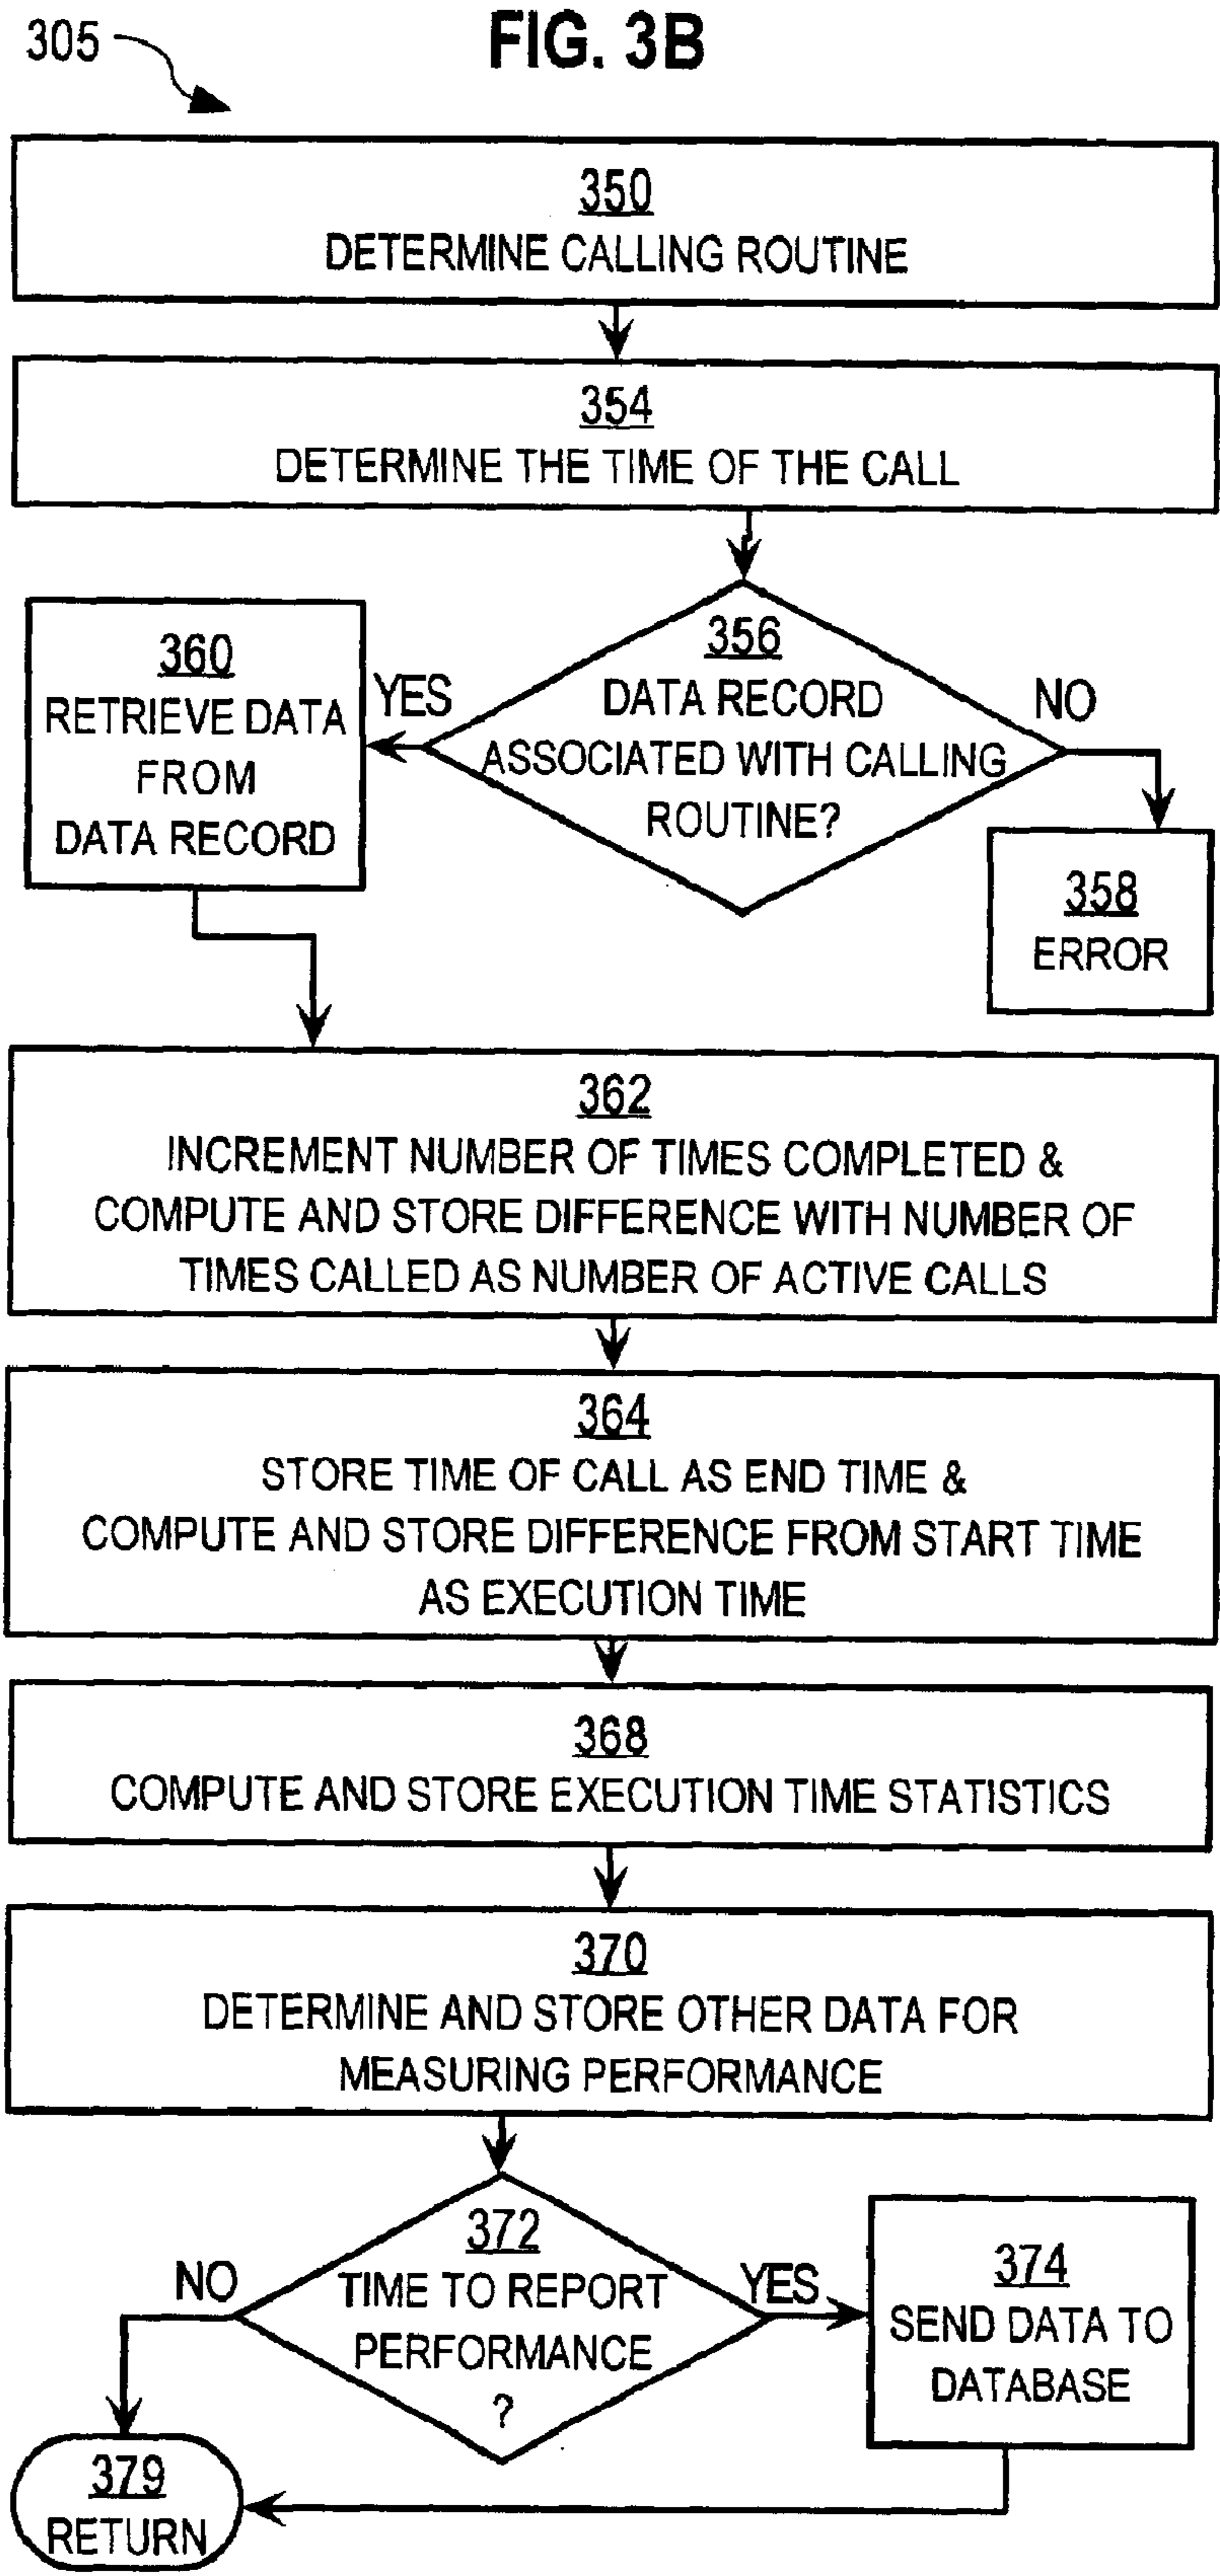 FIG. 3B
305
350
DETERMINE CALLING ROUTINE
354
DETERMINE THE TIME OF THE CALL
356
DATA RECORD
ASSOCIATED WITH CALLING
ROUTINE?
YES
NO
360
RETRIEVE DATA
FROM
DATA RECORD
358
ERROR
362
INCREMENT NUMBER OF TIMES COMPLETED &
COMPUTE AND STORE DIFFERENCE WITH NUMBER OF
TIMES CALLED AS NUMBER OF ACTIVE CALLS
364
STORE TIME OF CALL AS END TIME &
COMPUTE AND STORE DIFFERENCE FROM START TIME
AS EXECUTION TIME
368
COMPUTE AND STORE EXECUTION TIME STATISTICS
370
DETERMINE AND STORE OTHER DATA FOR
MEASURING PERFORMANCE
372
TIME TO REPORT
PERFORMANCE
?
NO
YES
374
SEND DATA TO
DATABASE
379
RETURN